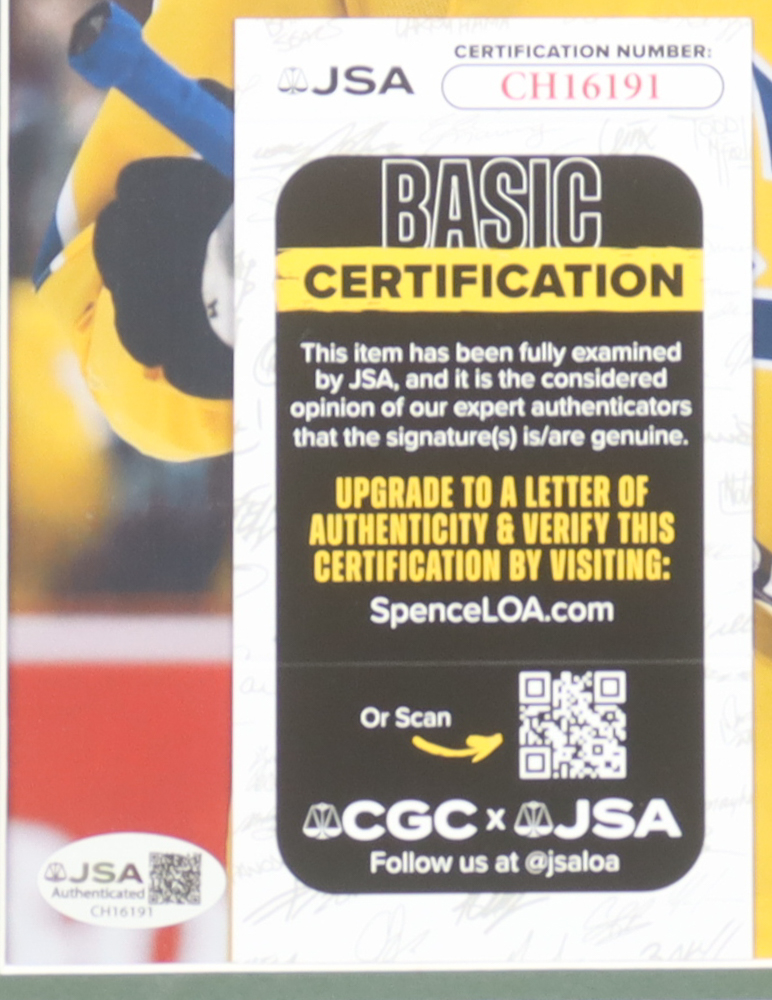 JSA
CERTIFICATION NUMBER:
CH16191
BASIC
CERTIFICATION
This item has been fully examined
by JSA, and it is the considered
opinion of our expert authenticators
that the signature(s) is/are genuine.
UPGRADE TO A LETTER OF
AUTHENTICITY & VERIFY THIS
CERTIFICATION BY VISITING:
SpenceLOA.com
Or Scan
CGC x JSA
Follow us at @jsaloa
JSA
Authenticated
CH16191